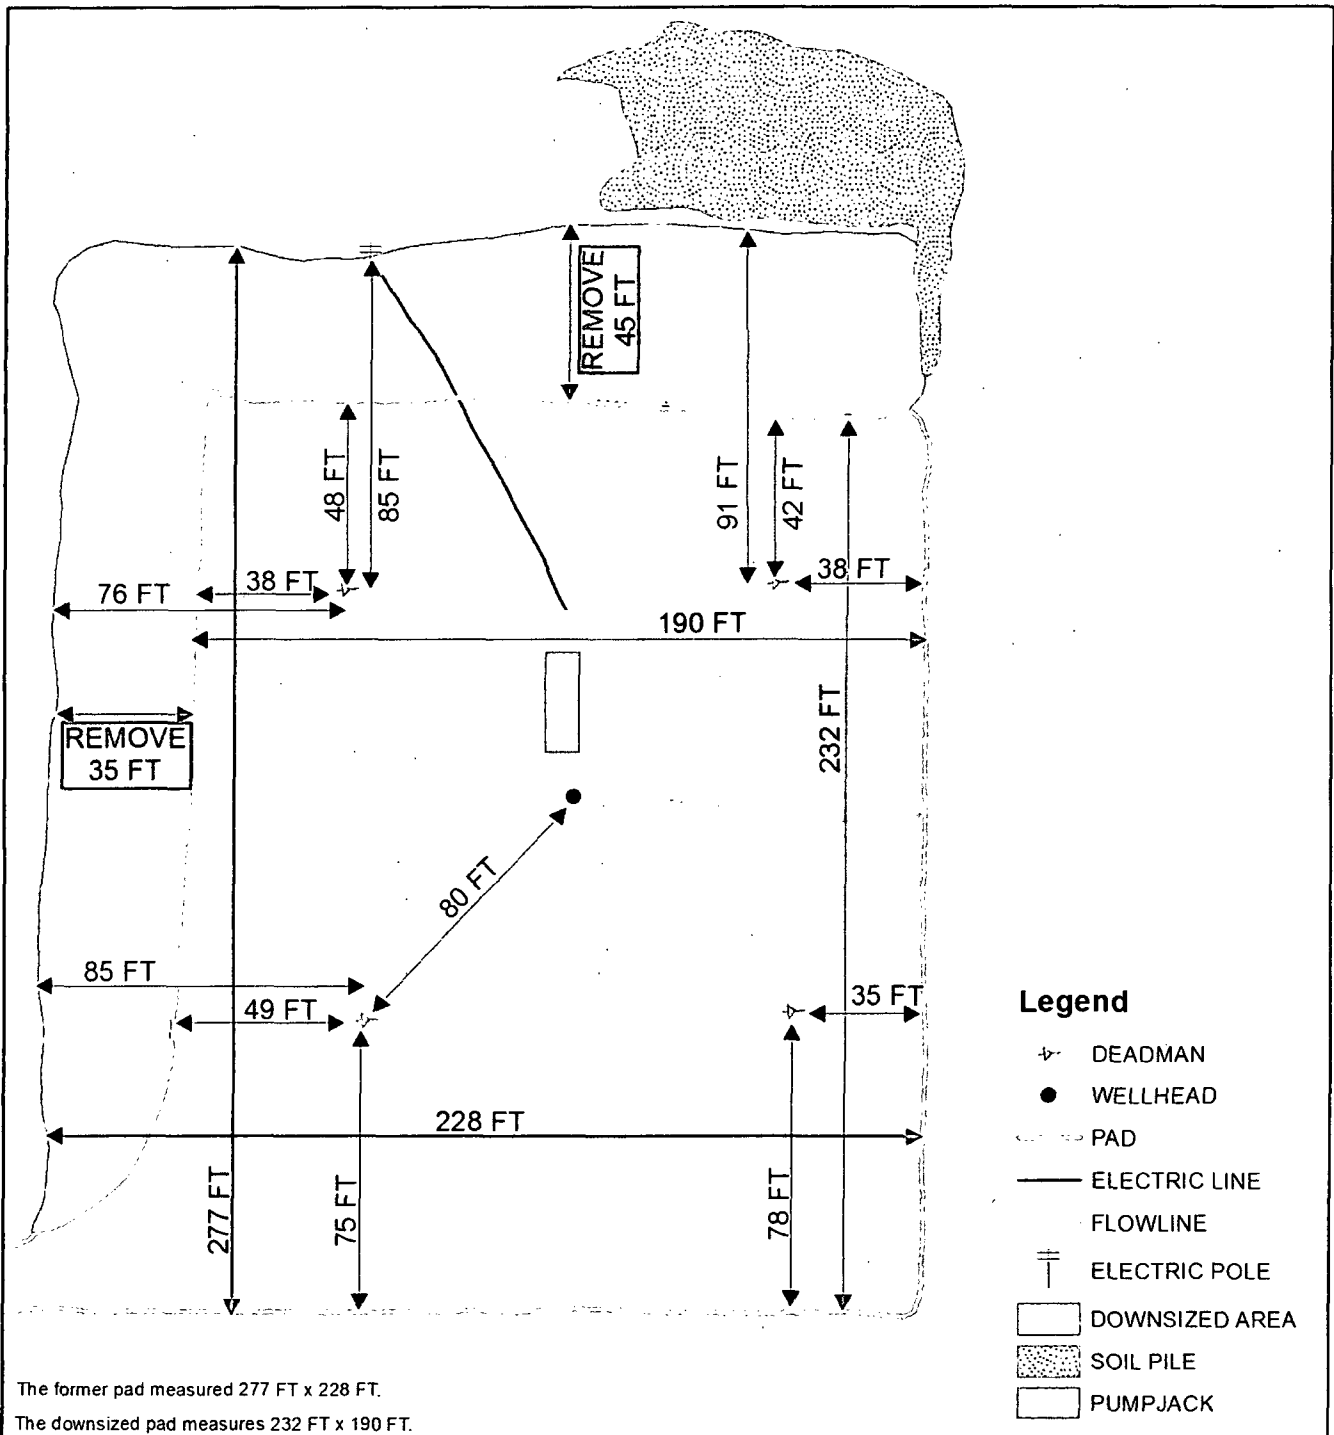 REMOVE
45 FT
48 FT
85 FT
91 FT
42 FT
76 FT
38 FT
38 FT
190 FT
REMOVE
35 FT
232 FT
80 FT
85 FT
49 FT
35 FT
228 FT
277 FT
75 FT
78 FT
Legend
DEADMAN
WELLHEAD
PAD
ELECTRIC LINE
FLOWLINE
ELECTRIC POLE
DOWNSIZED AREA
SOIL PILE
PUMPJACK
The former pad measured 277 FT x 228 FT.
The downsized pad measures 232 FT x 190 FT.